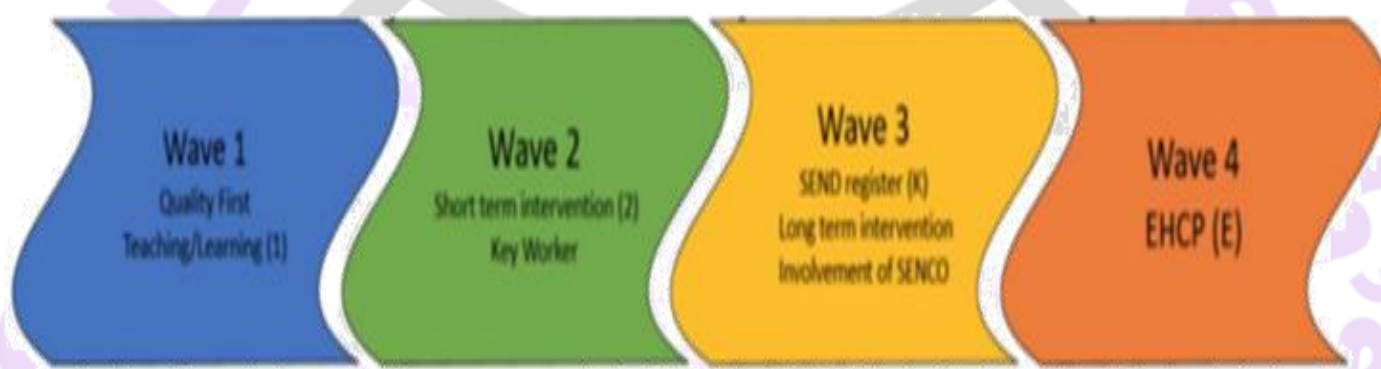 Wave 1
Quality First
Teaching/Learning (1)
Wave 2
Short term intervention (2)
Key Worker
Wave 3
SEND register (K)
Long term intervention
Involvement of SENCO
Wave 4
EHCP (E)